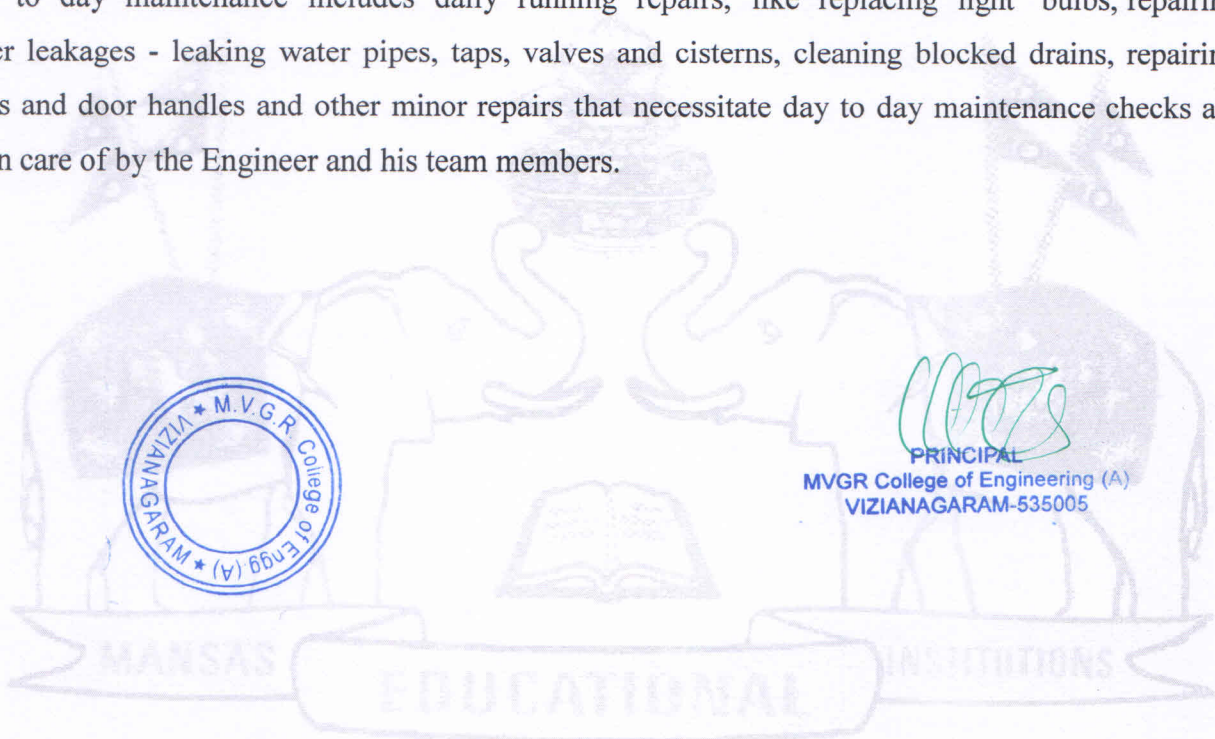 to day maintenance includes daily running repairs, like replacing light bulbs, repairin
er leakages - leaking water pipes, taps, valves and cisterns, cleaning blocked drains, repairin
s and door handles and other minor repairs that necessitate day to day maintenance checks a
n care of by the Engineer and his team members.
M.V.G.R. College of Engg.(A) ★ VIZIANAGARAM ★
PRINCIPAL
MVGR College of Engineering (A)
VIZIANAGARAM-535005
MANSAS
EDUCATIONAL
INSTITUTIONS